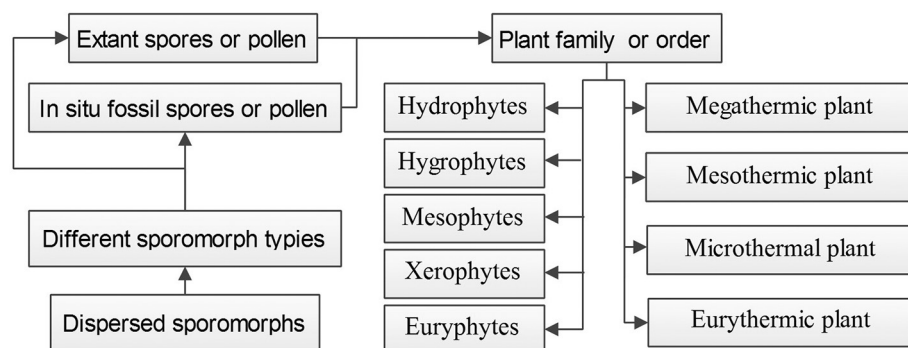 Extant spores or pollen
In situ fossil spores or pollen
Different sporomorph typies
Dispersed sporomorphs
Plant family or order
Hydrophytes
Hygrophytes
Mesophytes
Xerophytes
Euryphytes
Megathermic plant
Mesothermic plant
Microthermal plant
Eurythermic plant